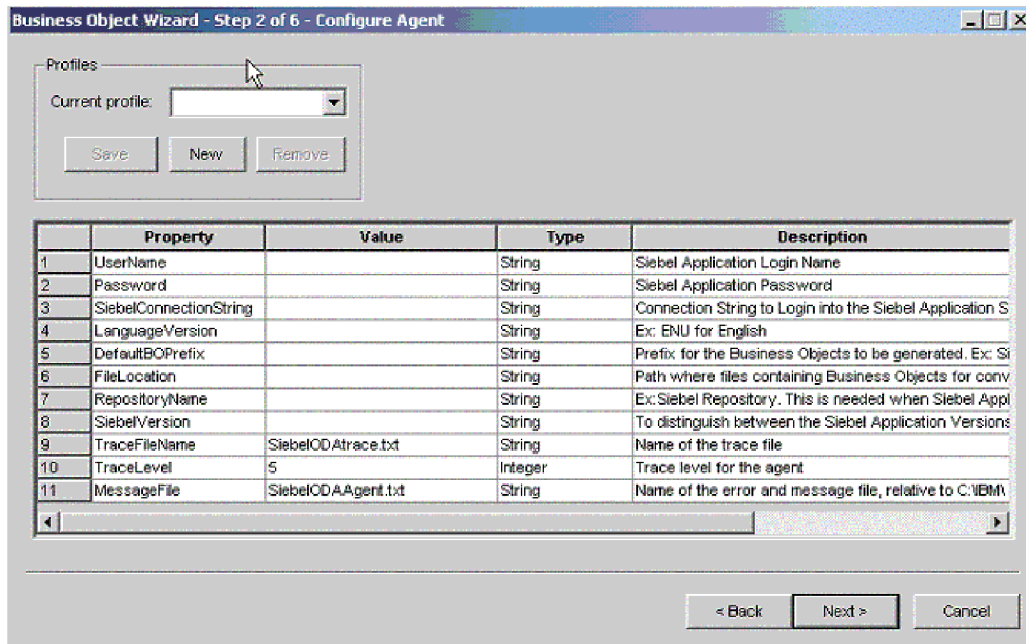 Business Object Wizard - Step 2 of 6 - Configure Agent
Profiles
Current profile:
Save New Remove
Property Value Type Description
1 UserName String Siebel Application Login Name
2 Password String Siebel Application Password
3 SiebelConnectionString String Connection String to Login into the Siebel Application S
4 LanguageVersion String Ex: ENU for English
5 DefaultBOPrefix String Prefix for the Business Objects to be generated. Ex: Si
6 FileLocation String Path where files containing Business Objects for conv
7 RepositoryName String Ex:Siebel Repository. This is needed when Siebel Appl
8 SiebelVersion String To distinguish between the Siebel Application Versions
9 TraceFileName SiebelODAtrace.txt String Name of the trace file
10 TraceLevel 5 Integer Trace level for the agent
11 MessageFile SiebelODAAgent.txt String Name of the error and message file, relative to C:\IBM\
< Back Next > Cancel